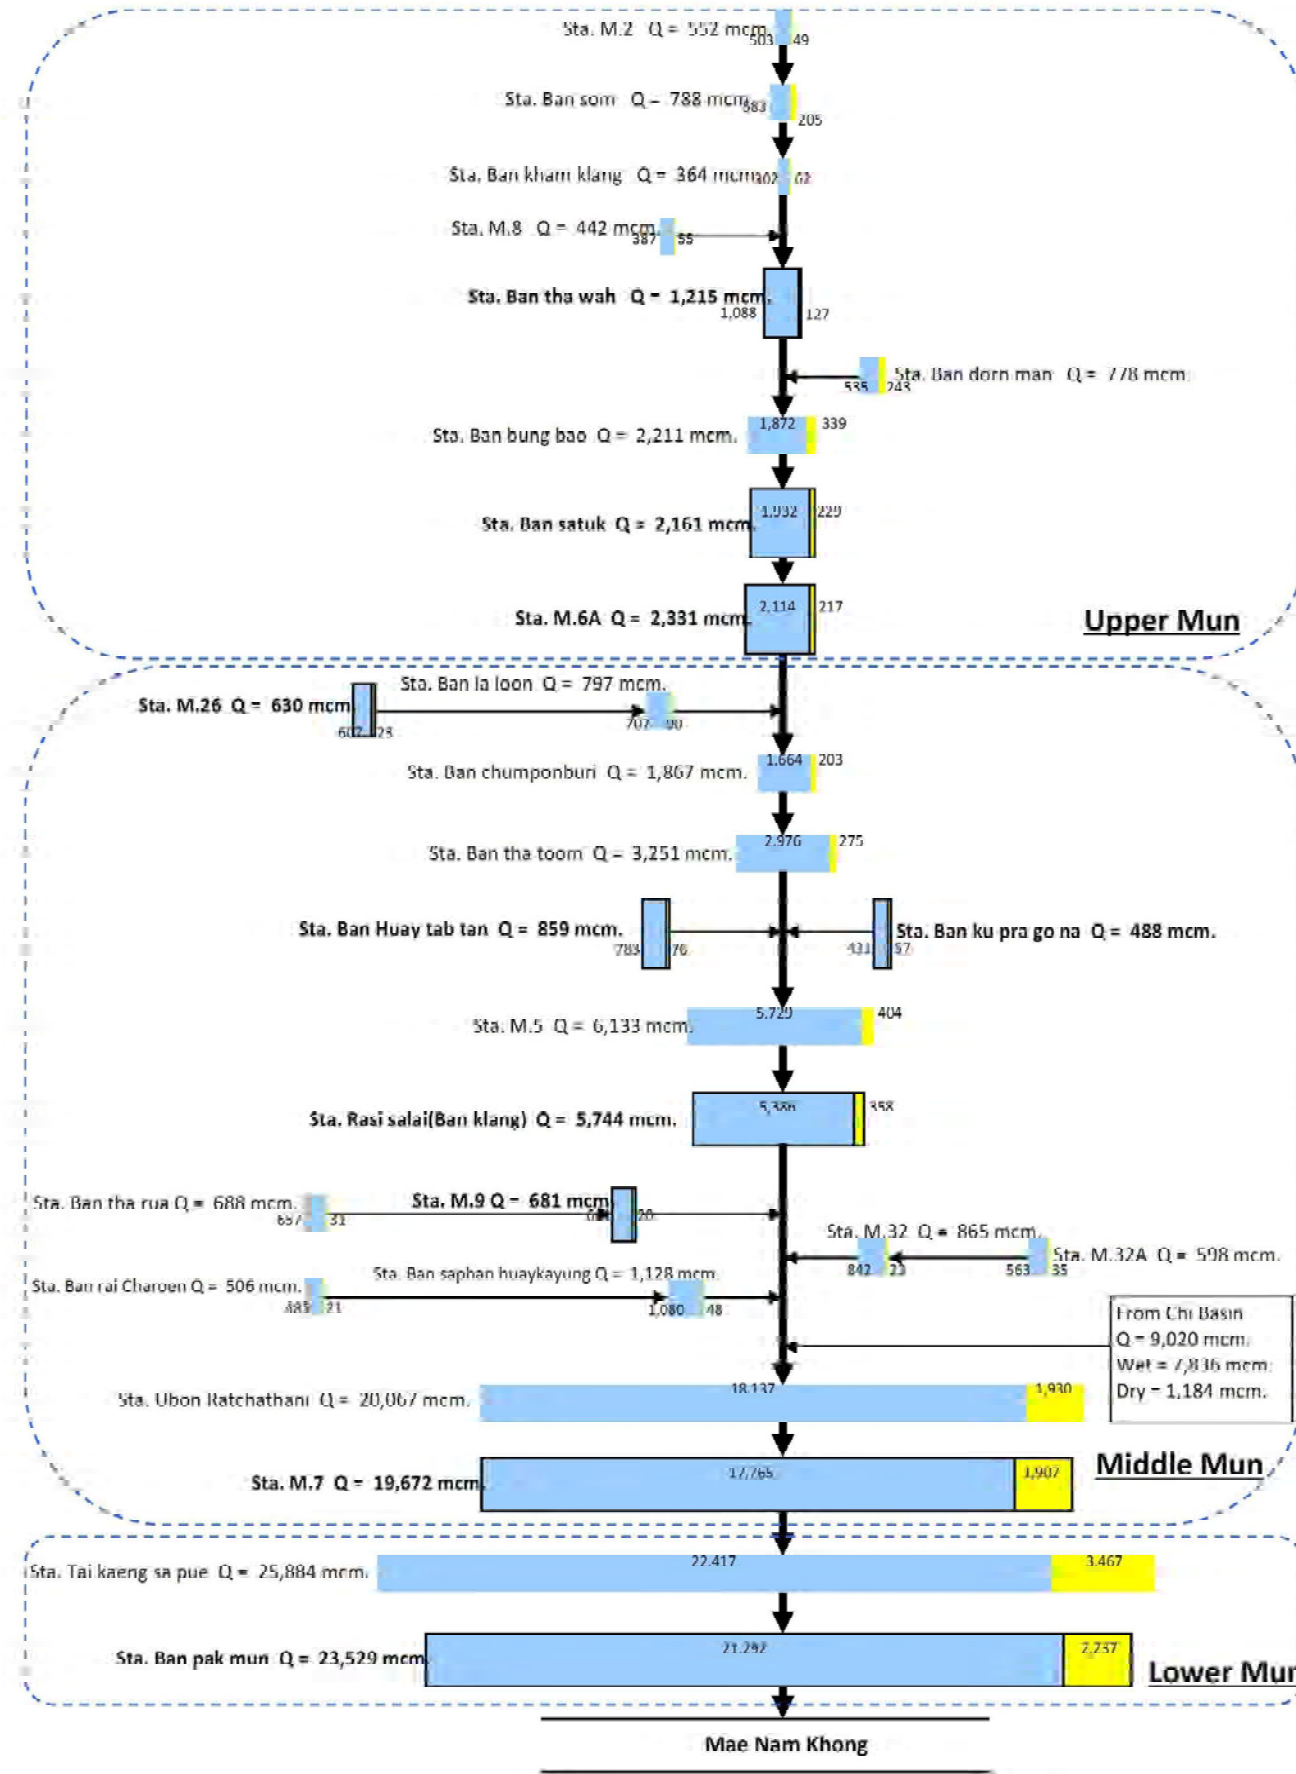 Sta. M.2 Q = 552 mcm.
503 49
Sta. Ban som Q = 788 mcm.
583
205
Sta. Ban kham klang Q = 364 mcm.
302 62
Sta. M.8 Q = 442 mcm.
387 55
Sta. Ban tha wah Q = 1,215 mcm.
1,088 127
Sta. Ban dorn man Q = 778 mcm.
535 243
1,872 339
Sta. Ban bung bao Q = 2,211 mcm.
1,932 229
Sta. Ban satuk Q = 2,161 mcm.
2,114 217
Sta. M.6A Q = 2,331 mcm.
Upper Mun
Sta. Ban la loon Q = 797 mcm.
Sta. M.26 Q = 630 mcm.
607 23
707 90
1.664 203
Sta. Ban chumponburi Q = 1,867 mcm.
2.976 275
Sta. Ban tha toom Q = 3,251 mcm.
Sta. Ban Huay tab tan Q = 859 mcm.
783 76
Sta. Ban ku pra go na Q = 488 mcm.
431 57
5.729 404
Sta. M.5 Q = 6,133 mcm.
5,386 358
Sta. Rasi salai(Ban klang) Q = 5,744 mcm.
Sta. Ban tha rua Q = 688 mcm.
657 31
Sta. M.9 Q = 681 mcm.
20
Sta. M.32 Q = 865 mcm.
842 23
Sta. M.32A Q = 598 mcm.
563 35
Sta. Ban rai Charoen Q = 506 mcm.
485 21
Sta. Ban saphan huaykayung Q = 1,128 mcm.
1,080 48
From Chi Basin
Q = 9,020 mcm.
Wet = 7,836 mcm.
Dry = 1,184 mcm.
18.137 1,930
Sta. Ubon Ratchathani Q = 20,067 mcm.
17,765 1,907
Sta. M.7 Q = 19,672 mcm.
Middle Mun
22.417 3.467
Sta. Tai kaeng sa pue Q = 25,884 mcm.
21.292 2,237
Sta. Ban pak mun Q = 23,529 mcm.
Lower Mun
Mae Nam Khong